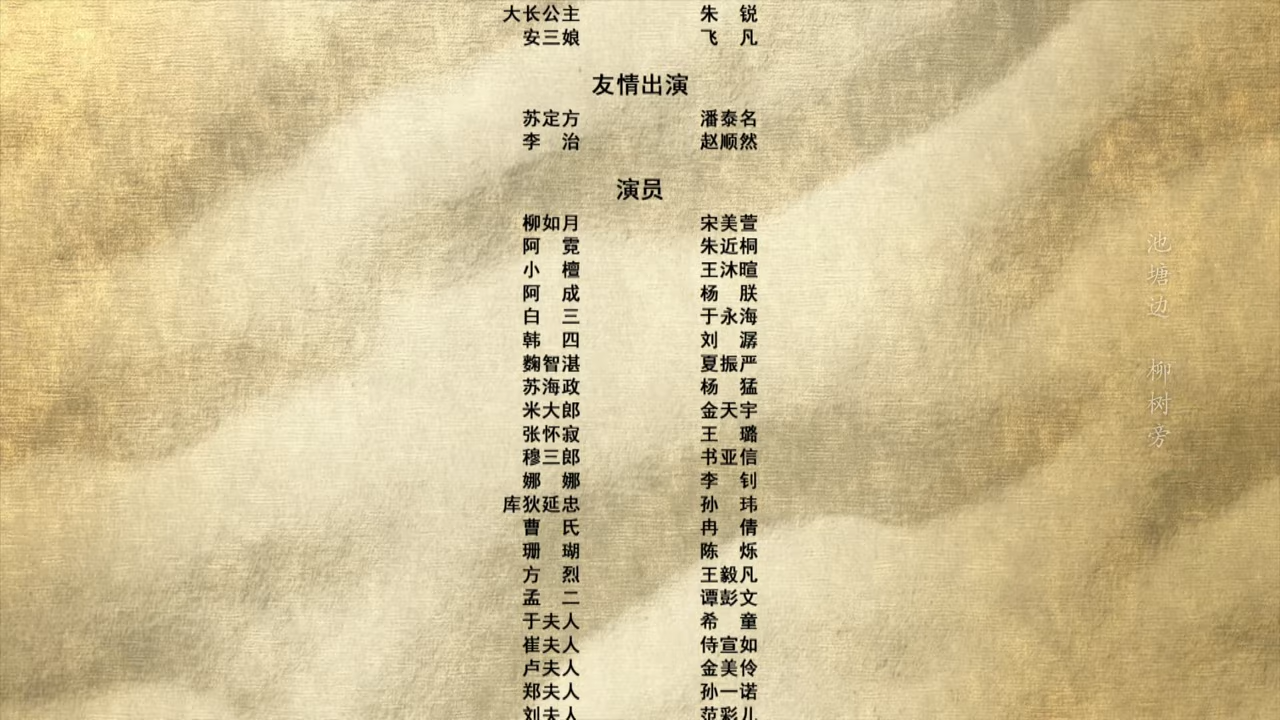 大长公主 朱锐
安三娘 飞凡
友情出演
苏定方 潘泰名
李治 赵顺然
演员
柳如月 宋美萱
阿霓 朱近桐
小檀 王沐暄
阿成 杨朕
白三 于永海
韩四 刘潺
麴智湛 夏振严
苏海政 杨猛
米大郎 金天宇
张怀寂 王璐
穆三郎 书亚信
娜娜 李钊
库狄延忠 孙玮
曹氏 冉倩
珊瑚 陈烁
方烈 王毅凡
孟二 谭彭文
于夫人 希童
崔夫人 侍宣如
卢夫人 金美伶
郑夫人 孙一诺
刘夫人 范彩儿
池塘边 柳树旁